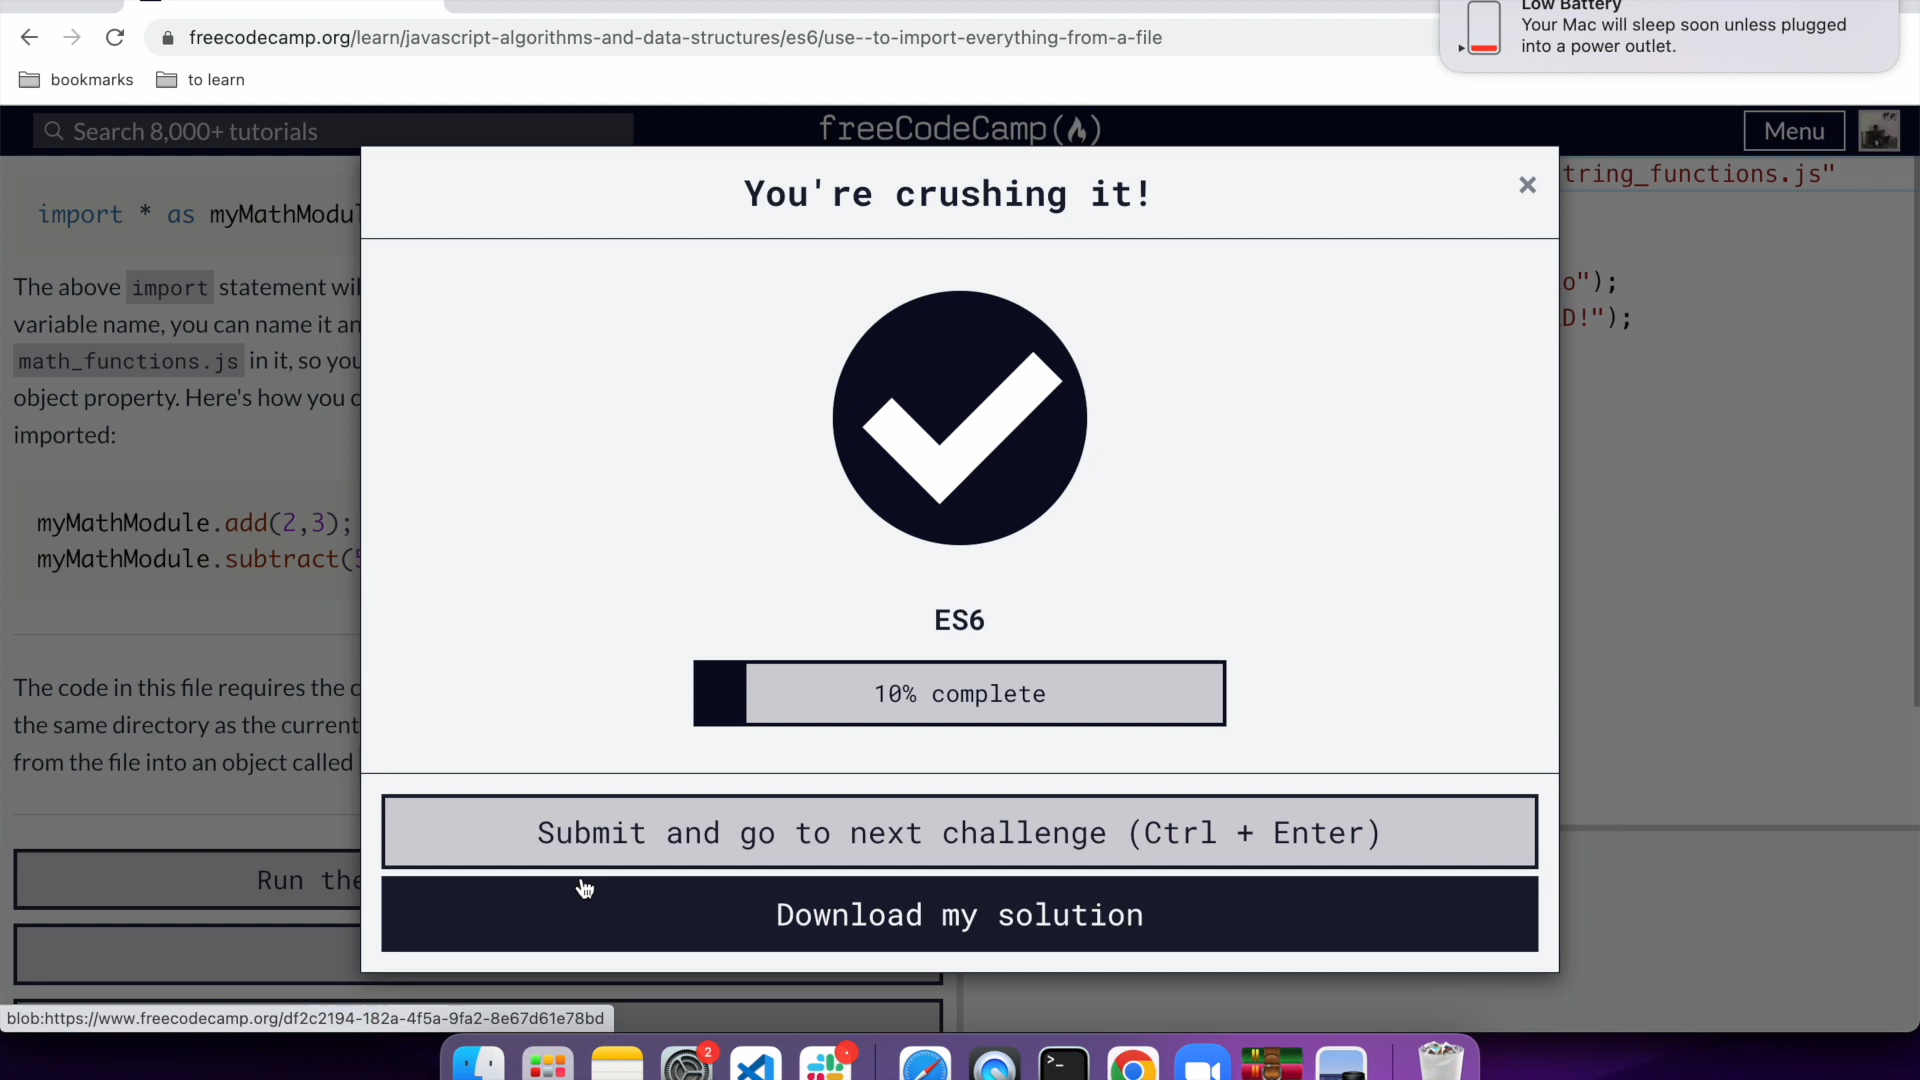 Low Battery
Your Mac will sleep soon unless plugged
into a power outlet.
freecodecamp.org/learn/javascript-algorithms-and-data-structures/es6/use--to-import-everything-from-a-file
bookmarks
to learn
Search 8,000+ tutorials
freeCodeCamp
Menu
import * as myMathModul
The above import statement wil
variable name, you can name it an
math_functions.js in it, so you
object property. Here's how you c
imported:
myMathModule.add(2,3);
myMathModule.subtract(5
The code in this file requires the c
the same directory as the current
from the file into an object called
Run the
You're crushing it!
×
ES6
10% complete
Submit and go to next challenge (Ctrl + Enter)
Download my solution
tring_functions.js"
o");
D!");
blob:https://www.freecodecamp.org/df2c2194-182a-4f5a-9fa2-8e67d61e78bd
2
>_